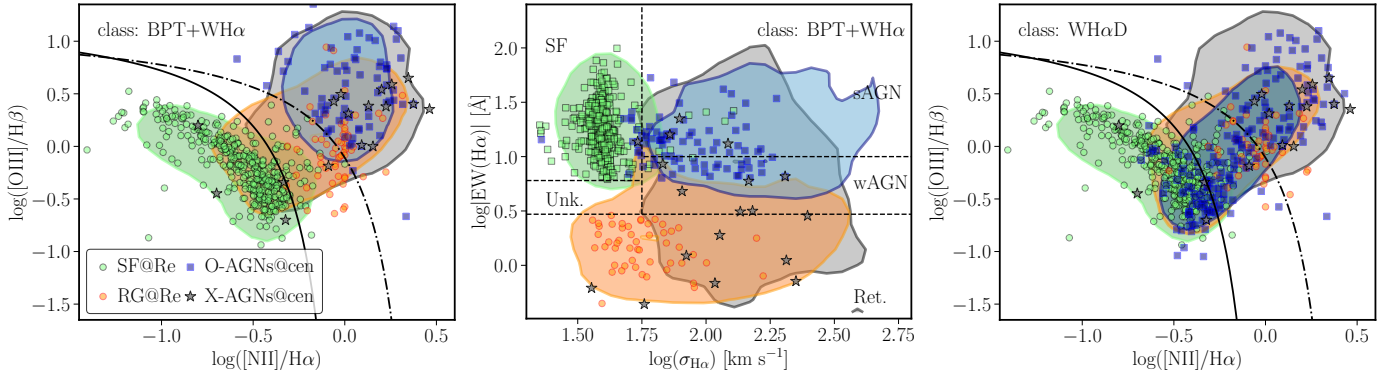 class: BPT+WHα
log([OIII]/Hβ)
1.0
0.5
0.0
−0.5
−1.0
−1.5
SF@Re
O-AGNs@cen
RG@Re
X-AGNs@cen
−1.0
−0.5
0.0
0.5
log([NII]/Hα)
SF
class: BPT+WHα
log|EW(Hα)| [Å]
2.0
1.5
1.0
0.5
0.0
sAGN
wAGN
Unk.
Ret.
1.50
1.75
2.00
2.25
2.50
2.75
log(σHα) [km s⁻¹]
class: WHαD
log([OIII]/Hβ)
1.0
0.5
0.0
−0.5
−1.0
−1.5
−1.0
−0.5
0.0
0.5
log([NII]/Hα)